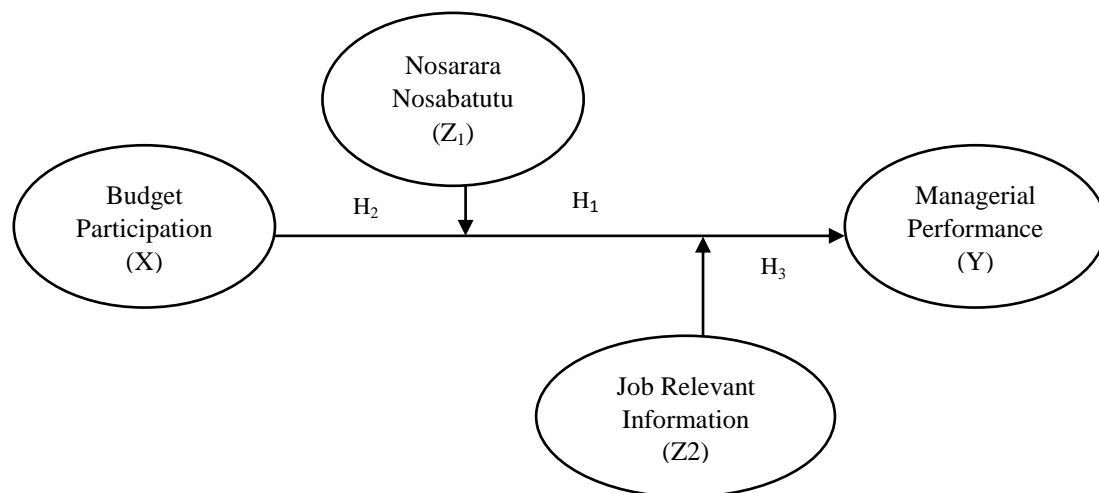 Nosarara
Nosabatutu
(Z₁)
Budget
Participation
(X)
H₂
H₁
Managerial
Performance
(Y)
H₃
Job Relevant
Information
(Z2)